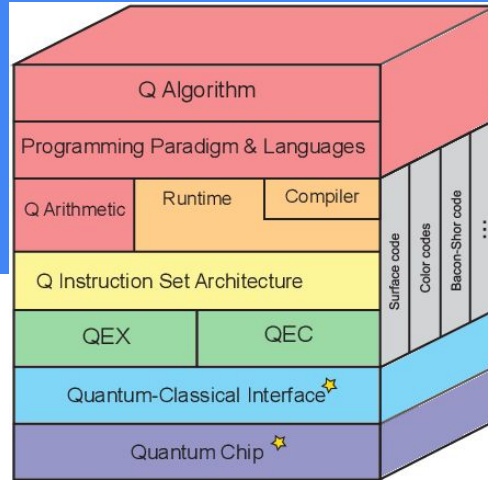 Q Algorithm
Programming Paradigm & Languages
Q Arithmetic
Runtime
Compiler
Q Instruction Set Architecture
QEX
QEC
Quantum-Classical Interface
Quantum Chip
Surface code
Color codes
Bacon-Shor code
...